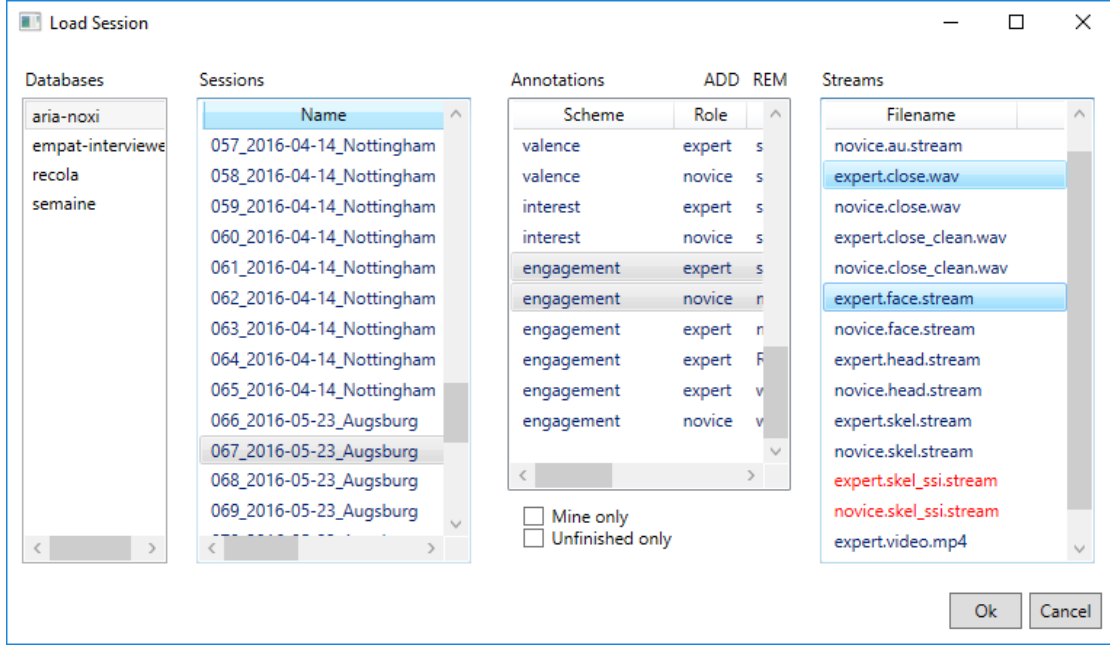 Load Session
Databases
aria-noxi
empat-interviewe
recola
semaine
Sessions
Name
057_2016-04-14_Nottingham
058_2016-04-14_Nottingham
059_2016-04-14_Nottingham
060_2016-04-14_Nottingham
061_2016-04-14_Nottingham
062_2016-04-14_Nottingham
063_2016-04-14_Nottingham
064_2016-04-14_Nottingham
065_2016-04-14_Nottingham
066_2016-05-23_Augsburg
067_2016-05-23_Augsburg
068_2016-05-23_Augsburg
069_2016-05-23_Augsburg
Annotations ADD REM
Scheme Role
valence expert s
valence novice s
interest expert s
interest novice s
engagement expert s
engagement novice n
engagement expert n
engagement expert F
engagement expert v
engagement novice v
Mine only
Unfinished only
Streams
Filename
novice.au.stream
expert.close.wav
novice.close.wav
expert.close_clean.wav
novice.close_clean.wav
expert.face.stream
novice.face.stream
expert.head.stream
novice.head.stream
expert.skel.stream
novice.skel.stream
expert.skel_ssi.stream
novice.skel_ssi.stream
expert.video.mp4
Ok Cancel